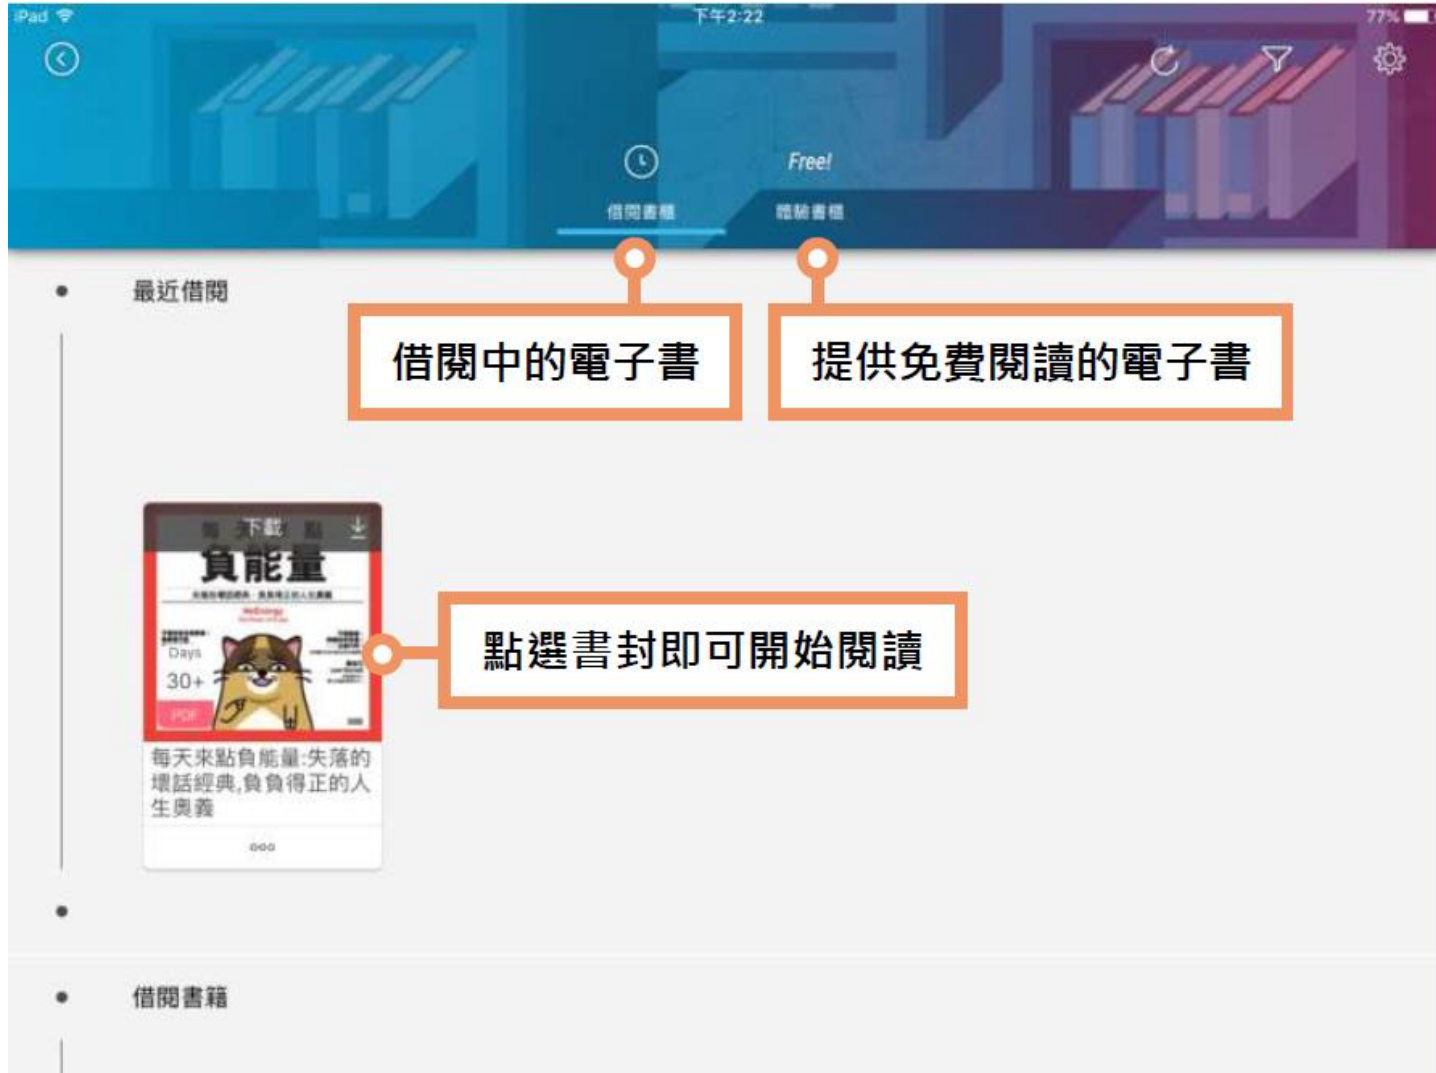 iPad
下午2:22
77%
Free!
借閱書櫃
體驗書櫃
最近借閱
借閱中的電子書
提供免費閱讀的電子書
下載
負能量
Days
30+
PDF
點選書封即可開始閱讀
每天來點負能量:失落的
壞話經典,負負得正的人
生奧義
借閱書籍